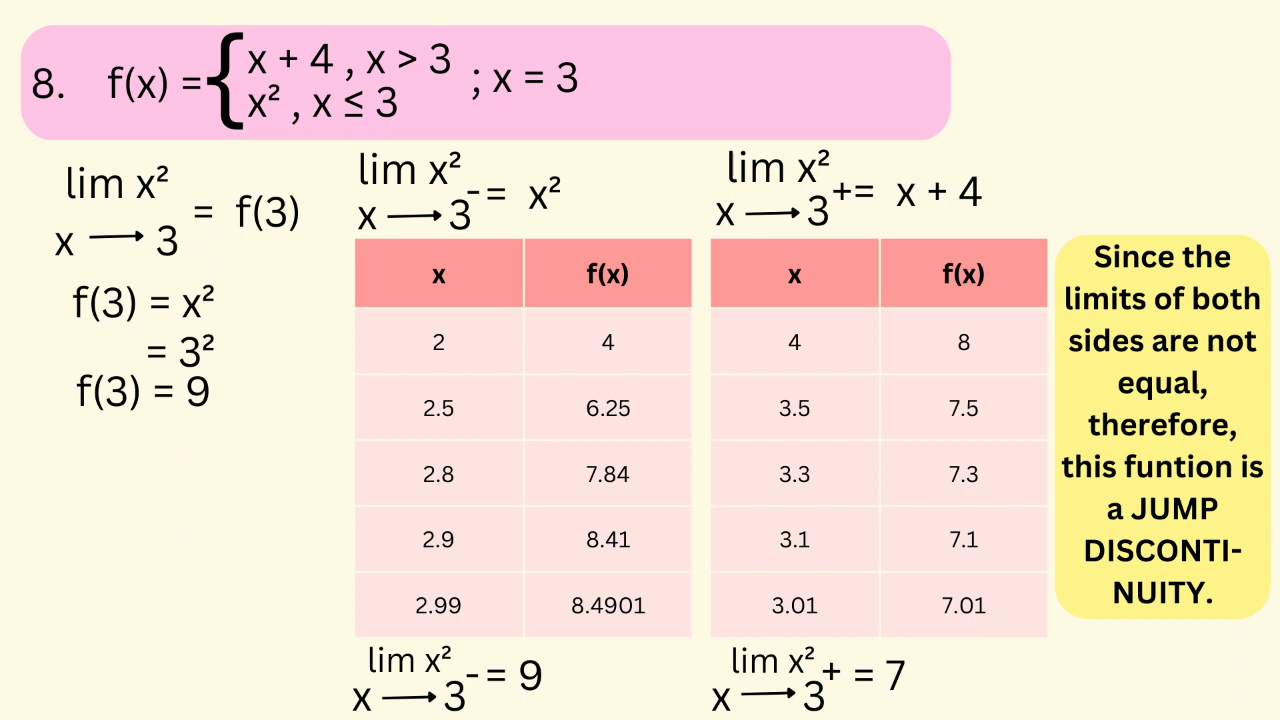 8. f(x) = { x + 4 , x > 3
x² , x ≤ 3 ; x = 3
lim x²
x ⟶ 3 = f(3)
f(3) = x²
= 3²
f(3) = 9
lim x²
x ⟶ 3⁻ = x²
x f(x)
2 4
2.5 6.25
2.8 7.84
2.9 8.41
2.99 8.4901
lim x²
x ⟶ 3⁻ = 9
lim x²
x ⟶ 3⁺ = x + 4
x f(x)
4 8
3.5 7.5
3.3 7.3
3.1 7.1
3.01 7.01
lim x²
x ⟶ 3⁺ = 7
Since the
limits of both
sides are not
equal,
therefore,
this funtion is
a JUMP
DISCONTI-
NUITY.